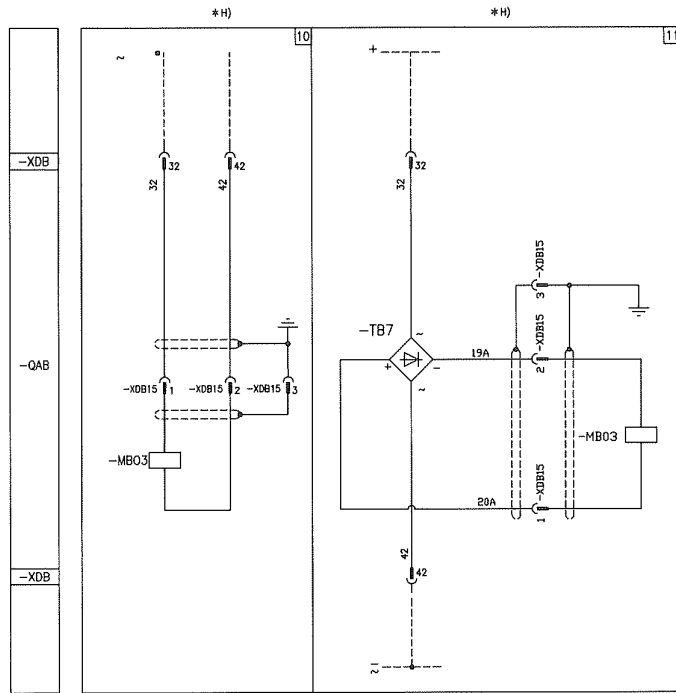 *H)
*H)
10
11
~
+
-XDB
32
42
32
32
42
32
-QAB
-XDB15
3
-XDB15
2
-TB7
~
+
-
~
19A
-XDB15
1
-XDB15
2
-XDB15
3
-MB03
-MB03
-XDB15
1
20A
42
42
-XDB